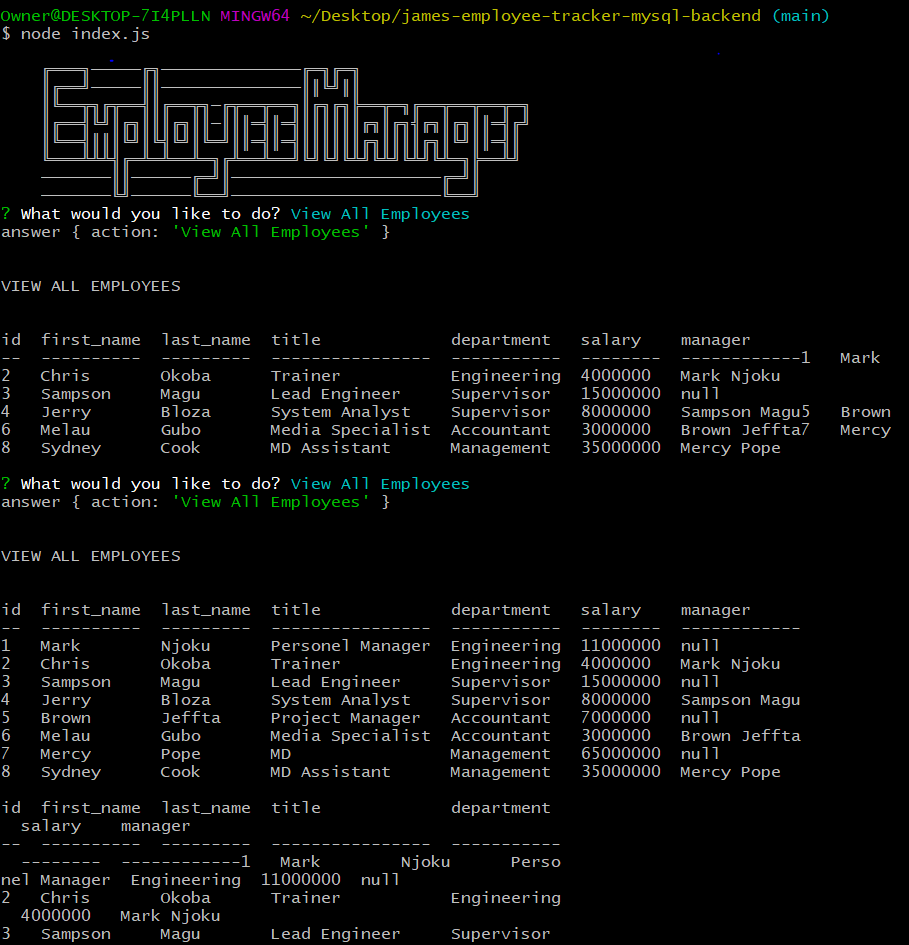 Owner@DESKTOP-7I4PLLN MINGW64 ~/Desktop/james-employee-tracker-mysql-backend (main)
$ node index.js
Employee Manager
? What would you like to do? View All Employees
answer { action: 'View All Employees' }
VIEW ALL EMPLOYEES
id  first_name  last_name  title             department   salary    manager
--  ----------  ---------  ----------------  -----------  --------  ------------1   Mark
2   Chris       Okoba      Trainer           Engineering  4000000   Mark Njoku
3   Sampson     Magu       Lead Engineer     Supervisor   15000000  null
4   Jerry       Bloza      System Analyst    Supervisor   8000000   Sampson Magu5   Brown
6   Melau       Gubo       Media Specialist  Accountant   3000000   Brown Jeffta7   Mercy
8   Sydney      Cook       MD Assistant      Management   35000000  Mercy Pope
? What would you like to do? View All Employees
answer { action: 'View All Employees' }
VIEW ALL EMPLOYEES
id  first_name  last_name  title             department   salary    manager
--  ----------  ---------  ----------------  -----------  --------  ------------
1   Mark        Njoku      Personel Manager  Engineering  11000000  null
2   Chris       Okoba      Trainer           Engineering  4000000   Mark Njoku
3   Sampson     Magu       Lead Engineer     Supervisor   15000000  null
4   Jerry       Bloza      System Analyst    Supervisor   8000000   Sampson Magu
5   Brown       Jeffta     Project Manager   Accountant   7000000   null
6   Melau       Gubo       Media Specialist  Accountant   3000000   Brown Jeffta
7   Mercy       Pope       MD                Management   65000000  null
8   Sydney      Cook       MD Assistant      Management   35000000  Mercy Pope
id  first_name  last_name  title             department
  salary    manager
--  ----------  ---------  ----------------  -----------
  --------  ------------1   Mark        Njoku      Perso
nel Manager  Engineering  11000000  null
2   Chris       Okoba      Trainer           Engineering
  4000000   Mark Njoku
3   Sampson     Magu       Lead Engineer     Supervisor